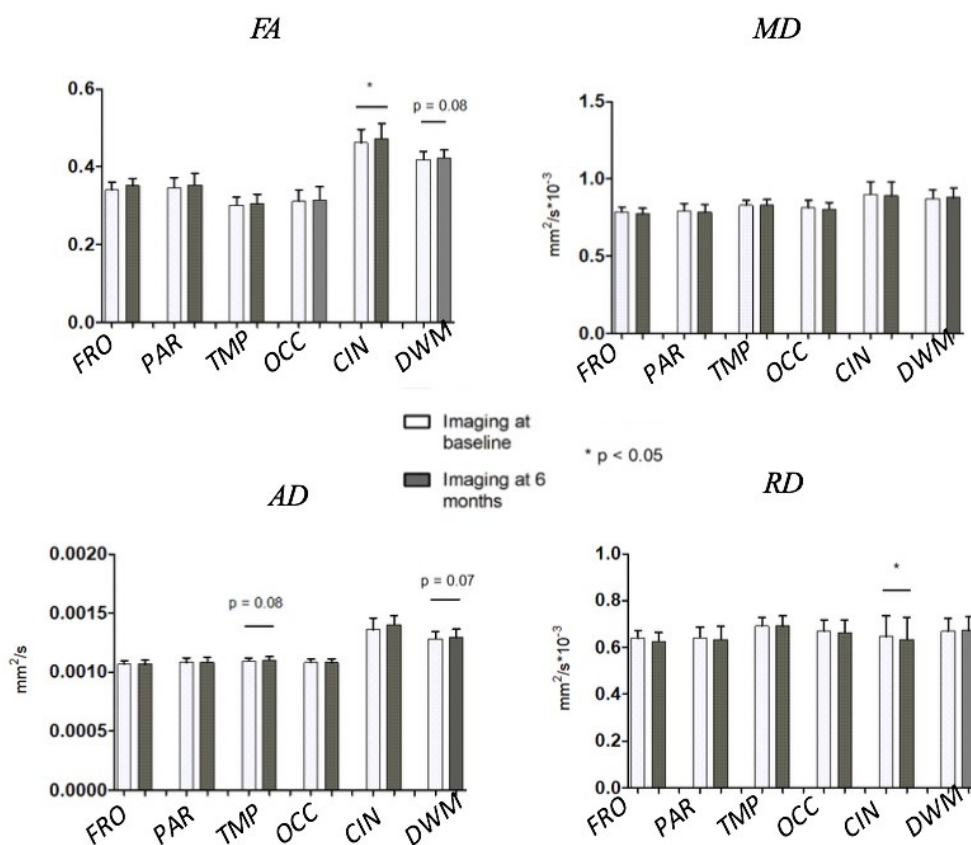 FA
0.6
0.4
0.2
0.0
*
p = 0.08
FRO PAR TMP OCC CIN DWM
MD
mm²/s*10⁻³
1.5
1.0
0.5
0.0
FRO PAR TMP OCC CIN DWM
Imaging at
baseline
Imaging at 6
months
* p < 0.05
AD
mm²/s
0.0020
0.0015
0.0010
0.0005
0.0000
p = 0.08
p = 0.07
FRO PAR TMP OCC CIN DWM
RD
mm²/s*10⁻³
1.0
0.8
0.6
0.4
0.2
0.0
*
FRO PAR TMP OCC CIN DWM